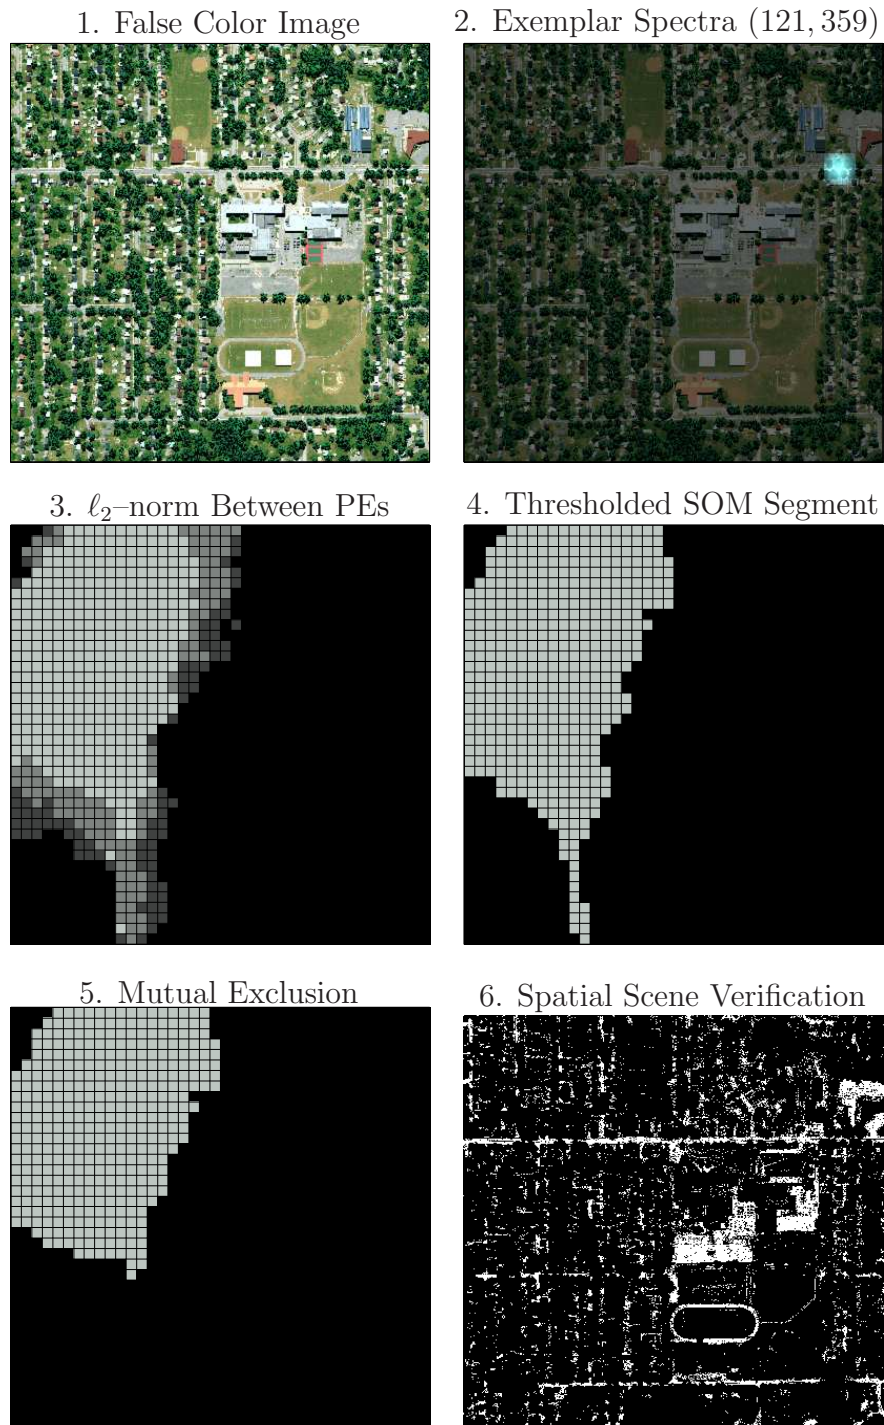 1. False Color Image
2. Exemplar Spectra (121, 359)
3. ℓ₂–norm Between PEs
4. Thresholded SOM Segment
5. Mutual Exclusion
6. Spatial Scene Verification